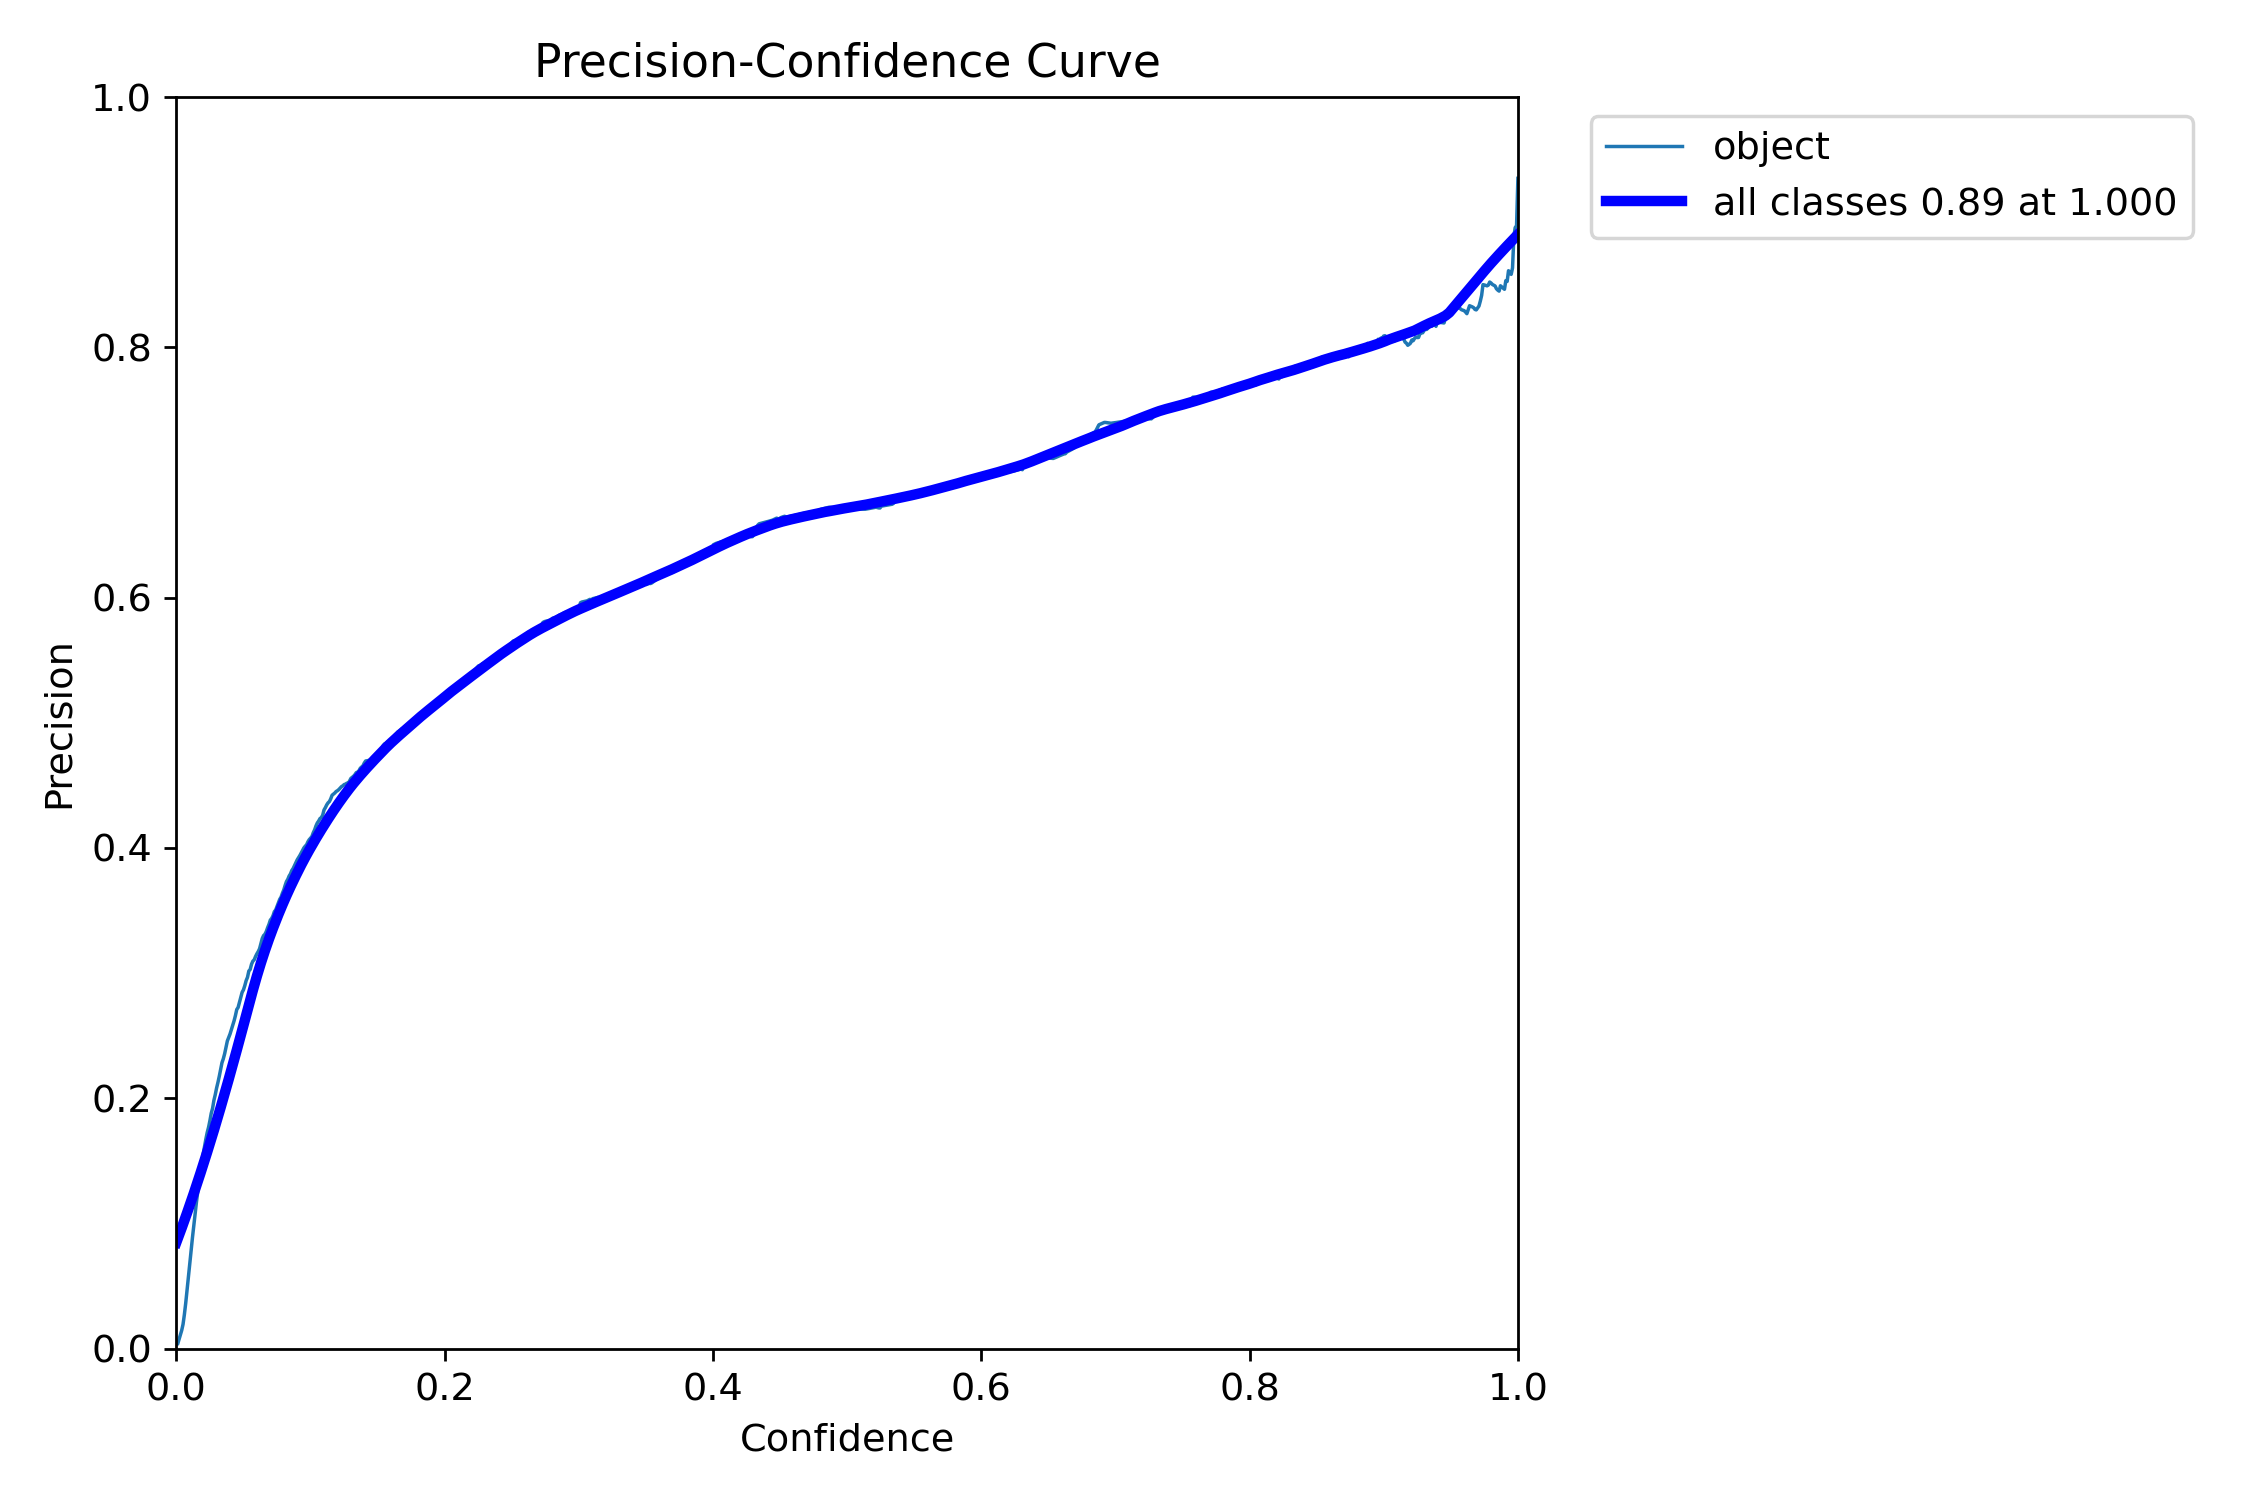 Precision-Confidence Curve
1.0
0.8
0.6
0.4
0.2
0.0
Precision
0.0 0.2 0.4 0.6 0.8 1.0
Confidence
object
all classes 0.89 at 1.000